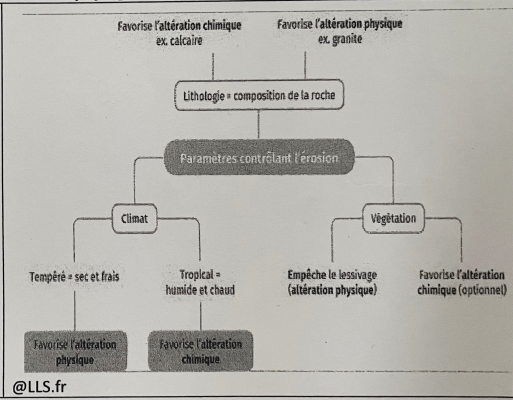 Favorise l'altération chimique
ex. calcaire
Favorise l'altération physique
ex. granite
Lithologie = composition de la roche
Paramètres contrôlant l'érosion
Climat
Végétation
Tempéré = sec et frais
Tropical =
humide et chaud
Empêche le lessivage
(altération physique)
Favorise l'altération
chimique (optionnel)
Favorise l'altération
physique
Favorise l'altération
chimique
@LLS.fr